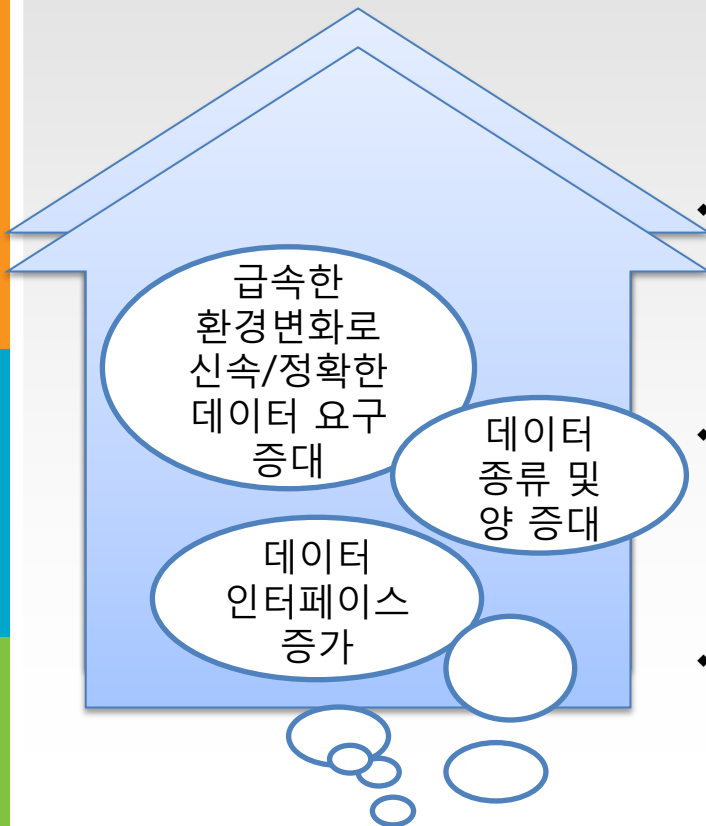 급속한
환경변화로
신속/정확한
데이터 요구
증대
데이터
종류 및
양 증대
데이터
인터페이스
증가